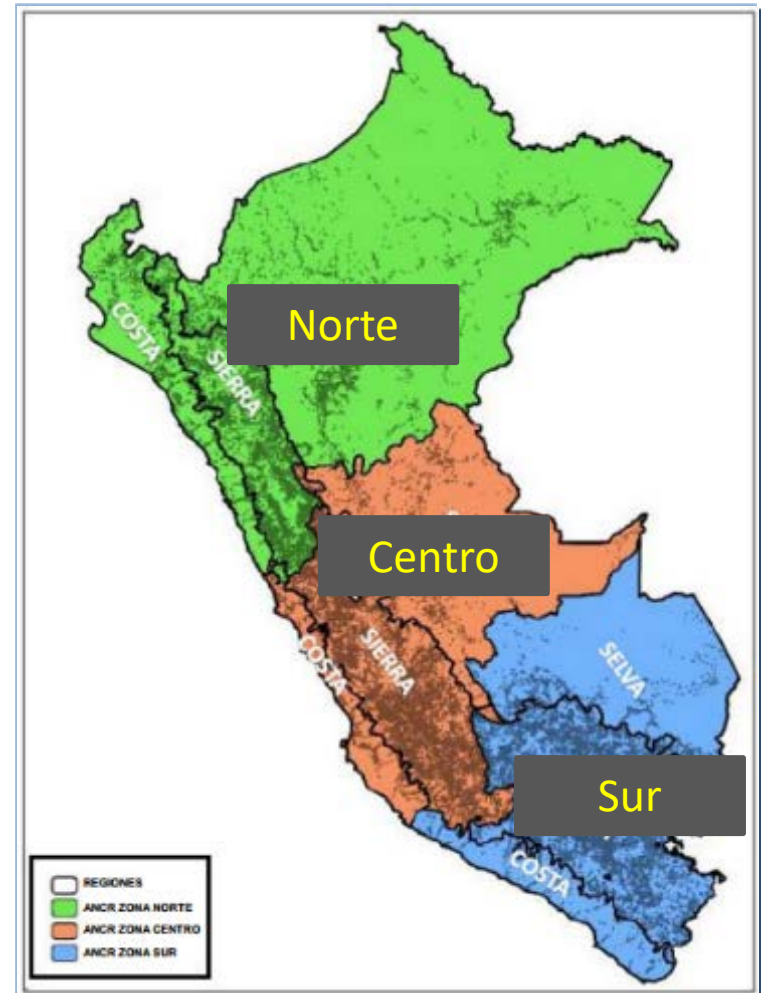 Norte
COSTA
SIERRA
Centro
SIERRA
COSTA
SELVA
Sur
COSTA
REGIONES
ANCR ZONA NORTE
ANCR ZONA CENTRO
ANCR ZONA SUR